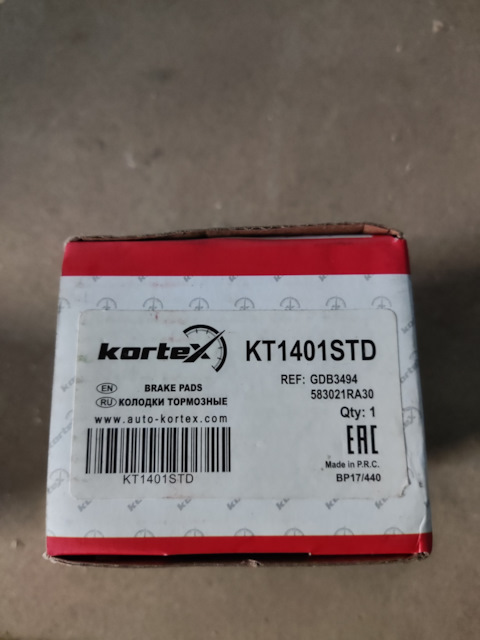 kortex
KT1401STD
REF: GDB3494
583021RA30
EN BRAKE PADS
RU КОЛОДКИ ТОРМОЗНЫЕ
Qty: 1
www.auto-kortex.com
EAC
KT1401STD
Made in P.R.C.
BP17/440